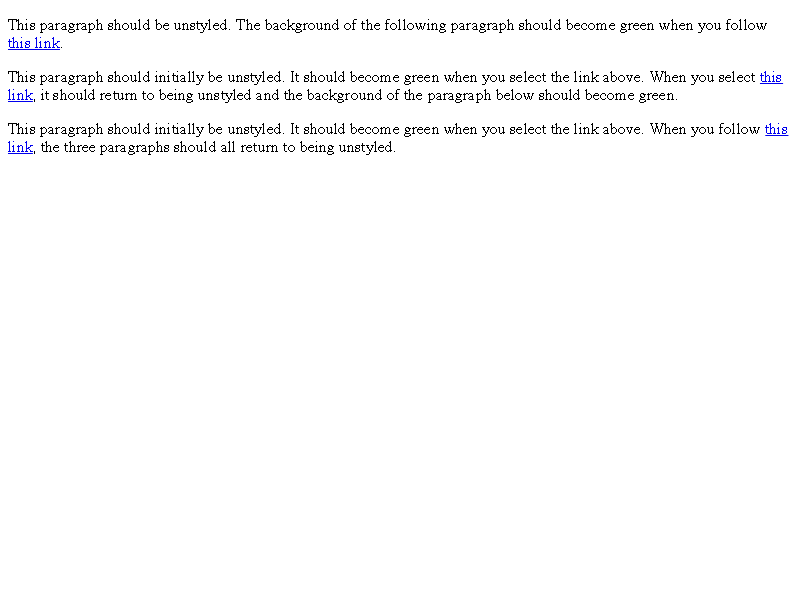 This paragraph should be unstyled. The background of the following paragraph should become green when you follow
this link.
This paragraph should initially be unstyled. It should become green when you select the link above. When you select this
link, it should return to being unstyled and the background of the paragraph below should become green.
This paragraph should initially be unstyled. It should become green when you select the link above. When you follow this
link, the three paragraphs should all return to being unstyled.